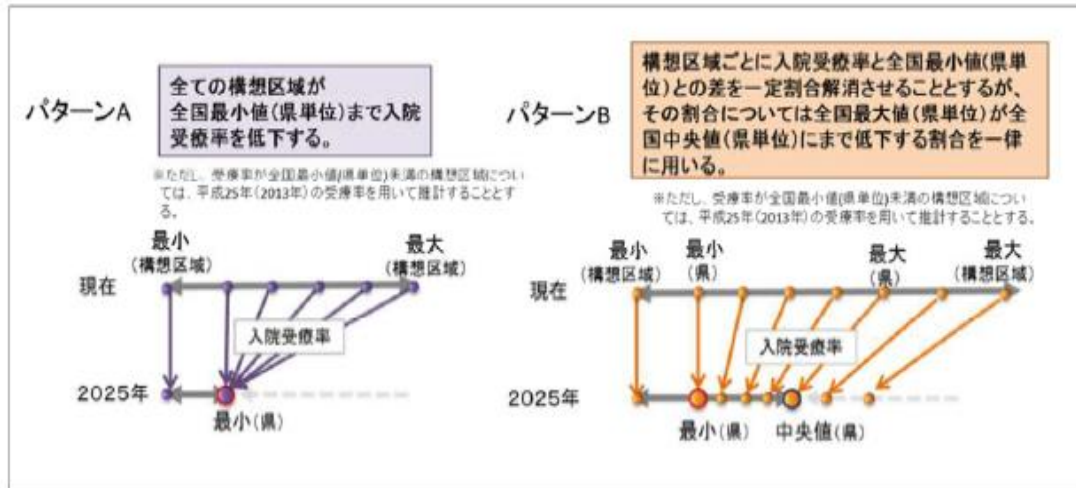 パターンA
全ての構想区域が
全国最小値(県単位)まで入院
受療率を低下する。
※ただし、受療率が全国最小値(県単位)未満の構想区域につい
ては、平成25年(2013年)の受療率を用いて推計することとす
る。
最小
(構想区域)
最大
(構想区域)
現在
入院受療率
2025年
最小(県)
パターンB
構想区域ごとに入院受療率と全国最小値(県単
位)との差を一定割合解消させることとするが、
その割合については全国最大値(県単位)が全
国中央値(県単位)にまで低下する割合を一律
に用いる。
※ただし、受療率が全国最小値(県単位)未満の構想区域につい
ては、平成25年(2013年)の受療率を用いて推計することとする。
最小
(構想区域)
最小
(県)
最大
(県)
最大
(構想区域)
現在
入院受療率
2025年
最小(県)
中央値(県)